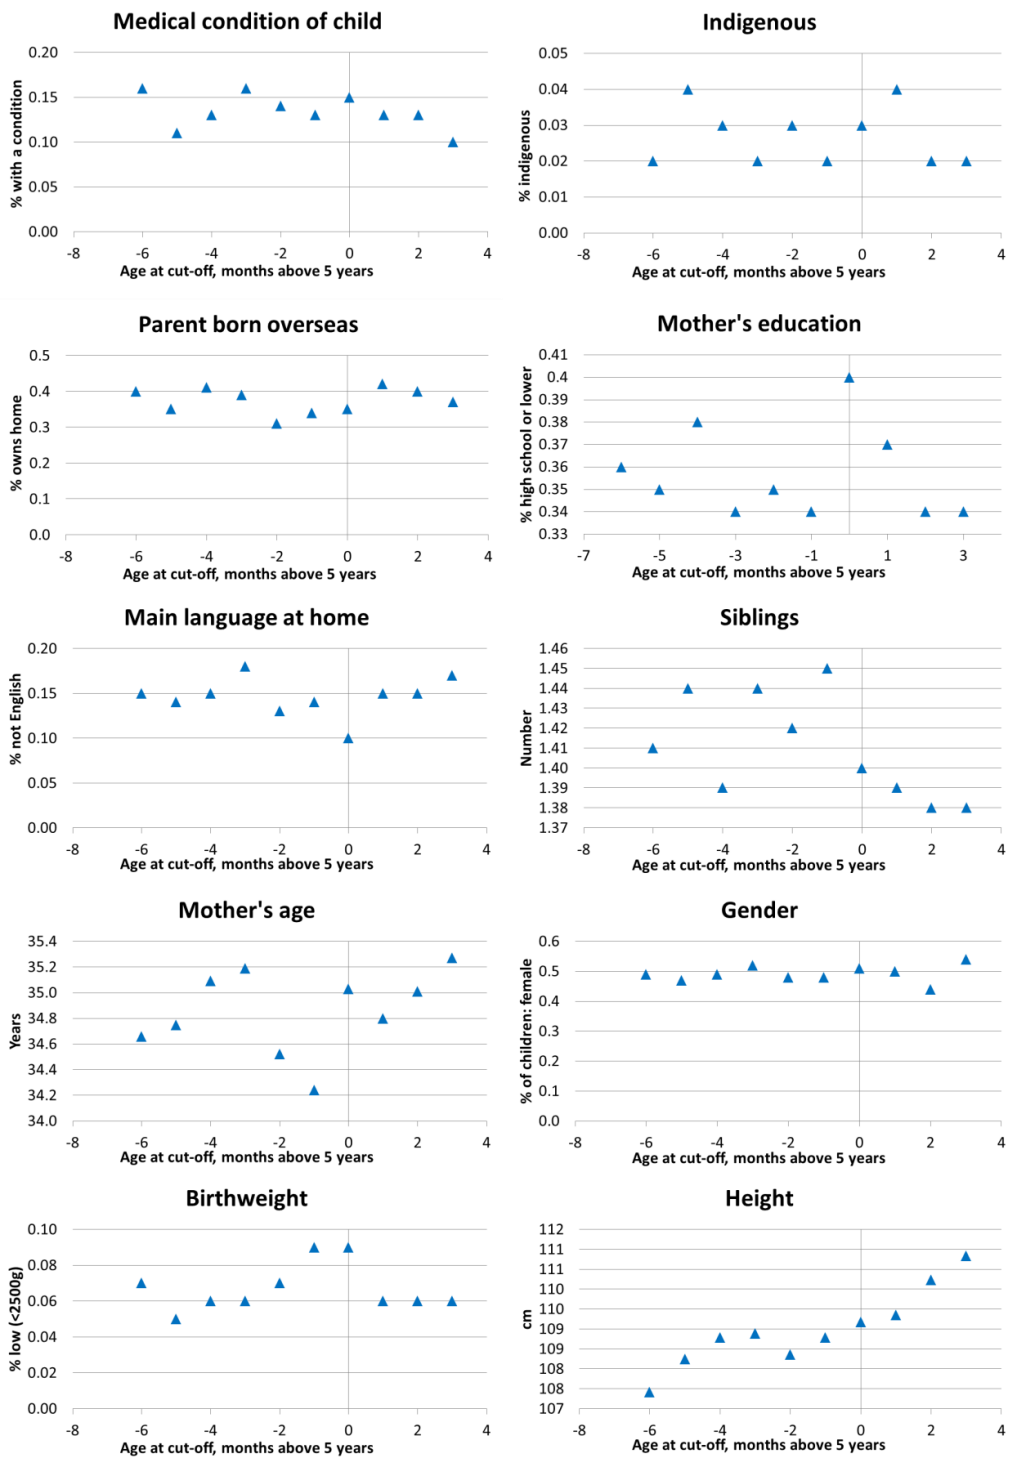 Medical condition of child
% with a condition
0.20
0.15
0.10
0.05
0.00
-8 -6 -4 -2 0 2 4
Age at cut-off, months above 5 years
Indigenous
% indigenous
0.05
0.04
0.03
0.02
0.01
0.00
-8 -6 -4 -2 0 2 4
Age at cut-off, months above 5 years
Parent born overseas
% owns home
0.5
0.4
0.3
0.2
0.1
0.0
-8 -6 -4 -2 0 2 4
Age at cut-off, months above 5 years
Mother's education
% high school or lower
0.41
0.4
0.39
0.38
0.37
0.36
0.35
0.34
0.33
-7 -5 -3 -1 1 3
Age at cut-off, months above 5 years
Main language at home
% not English
0.20
0.15
0.10
0.05
0.00
-8 -6 -4 -2 0 2 4
Age at cut-off, months above 5 years
Siblings
Number
1.46
1.45
1.44
1.43
1.42
1.41
1.40
1.39
1.38
1.37
-8 -6 -4 -2 0 2 4
Age at cut-off, months above 5 years
Mother's age
Years
35.4
35.2
35.0
34.8
34.6
34.4
34.2
34.0
-8 -6 -4 -2 0 2 4
Age at cut-off, months above 5 years
Gender
% of children: female
0.6
0.5
0.4
0.3
0.2
0.1
0.0
-8 -6 -4 -2 0 2 4
Age at cut-off, months above 5 years
Birthweight
% low (<2500g)
0.10
0.08
0.06
0.04
0.02
0.00
-8 -6 -4 -2 0 2 4
Age at cut-off, months above 5 years
Height
cm
112
111
111
110
110
109
109
108
108
107
-8 -6 -4 -2 0 2 4
Age at cut-off, months above 5 years